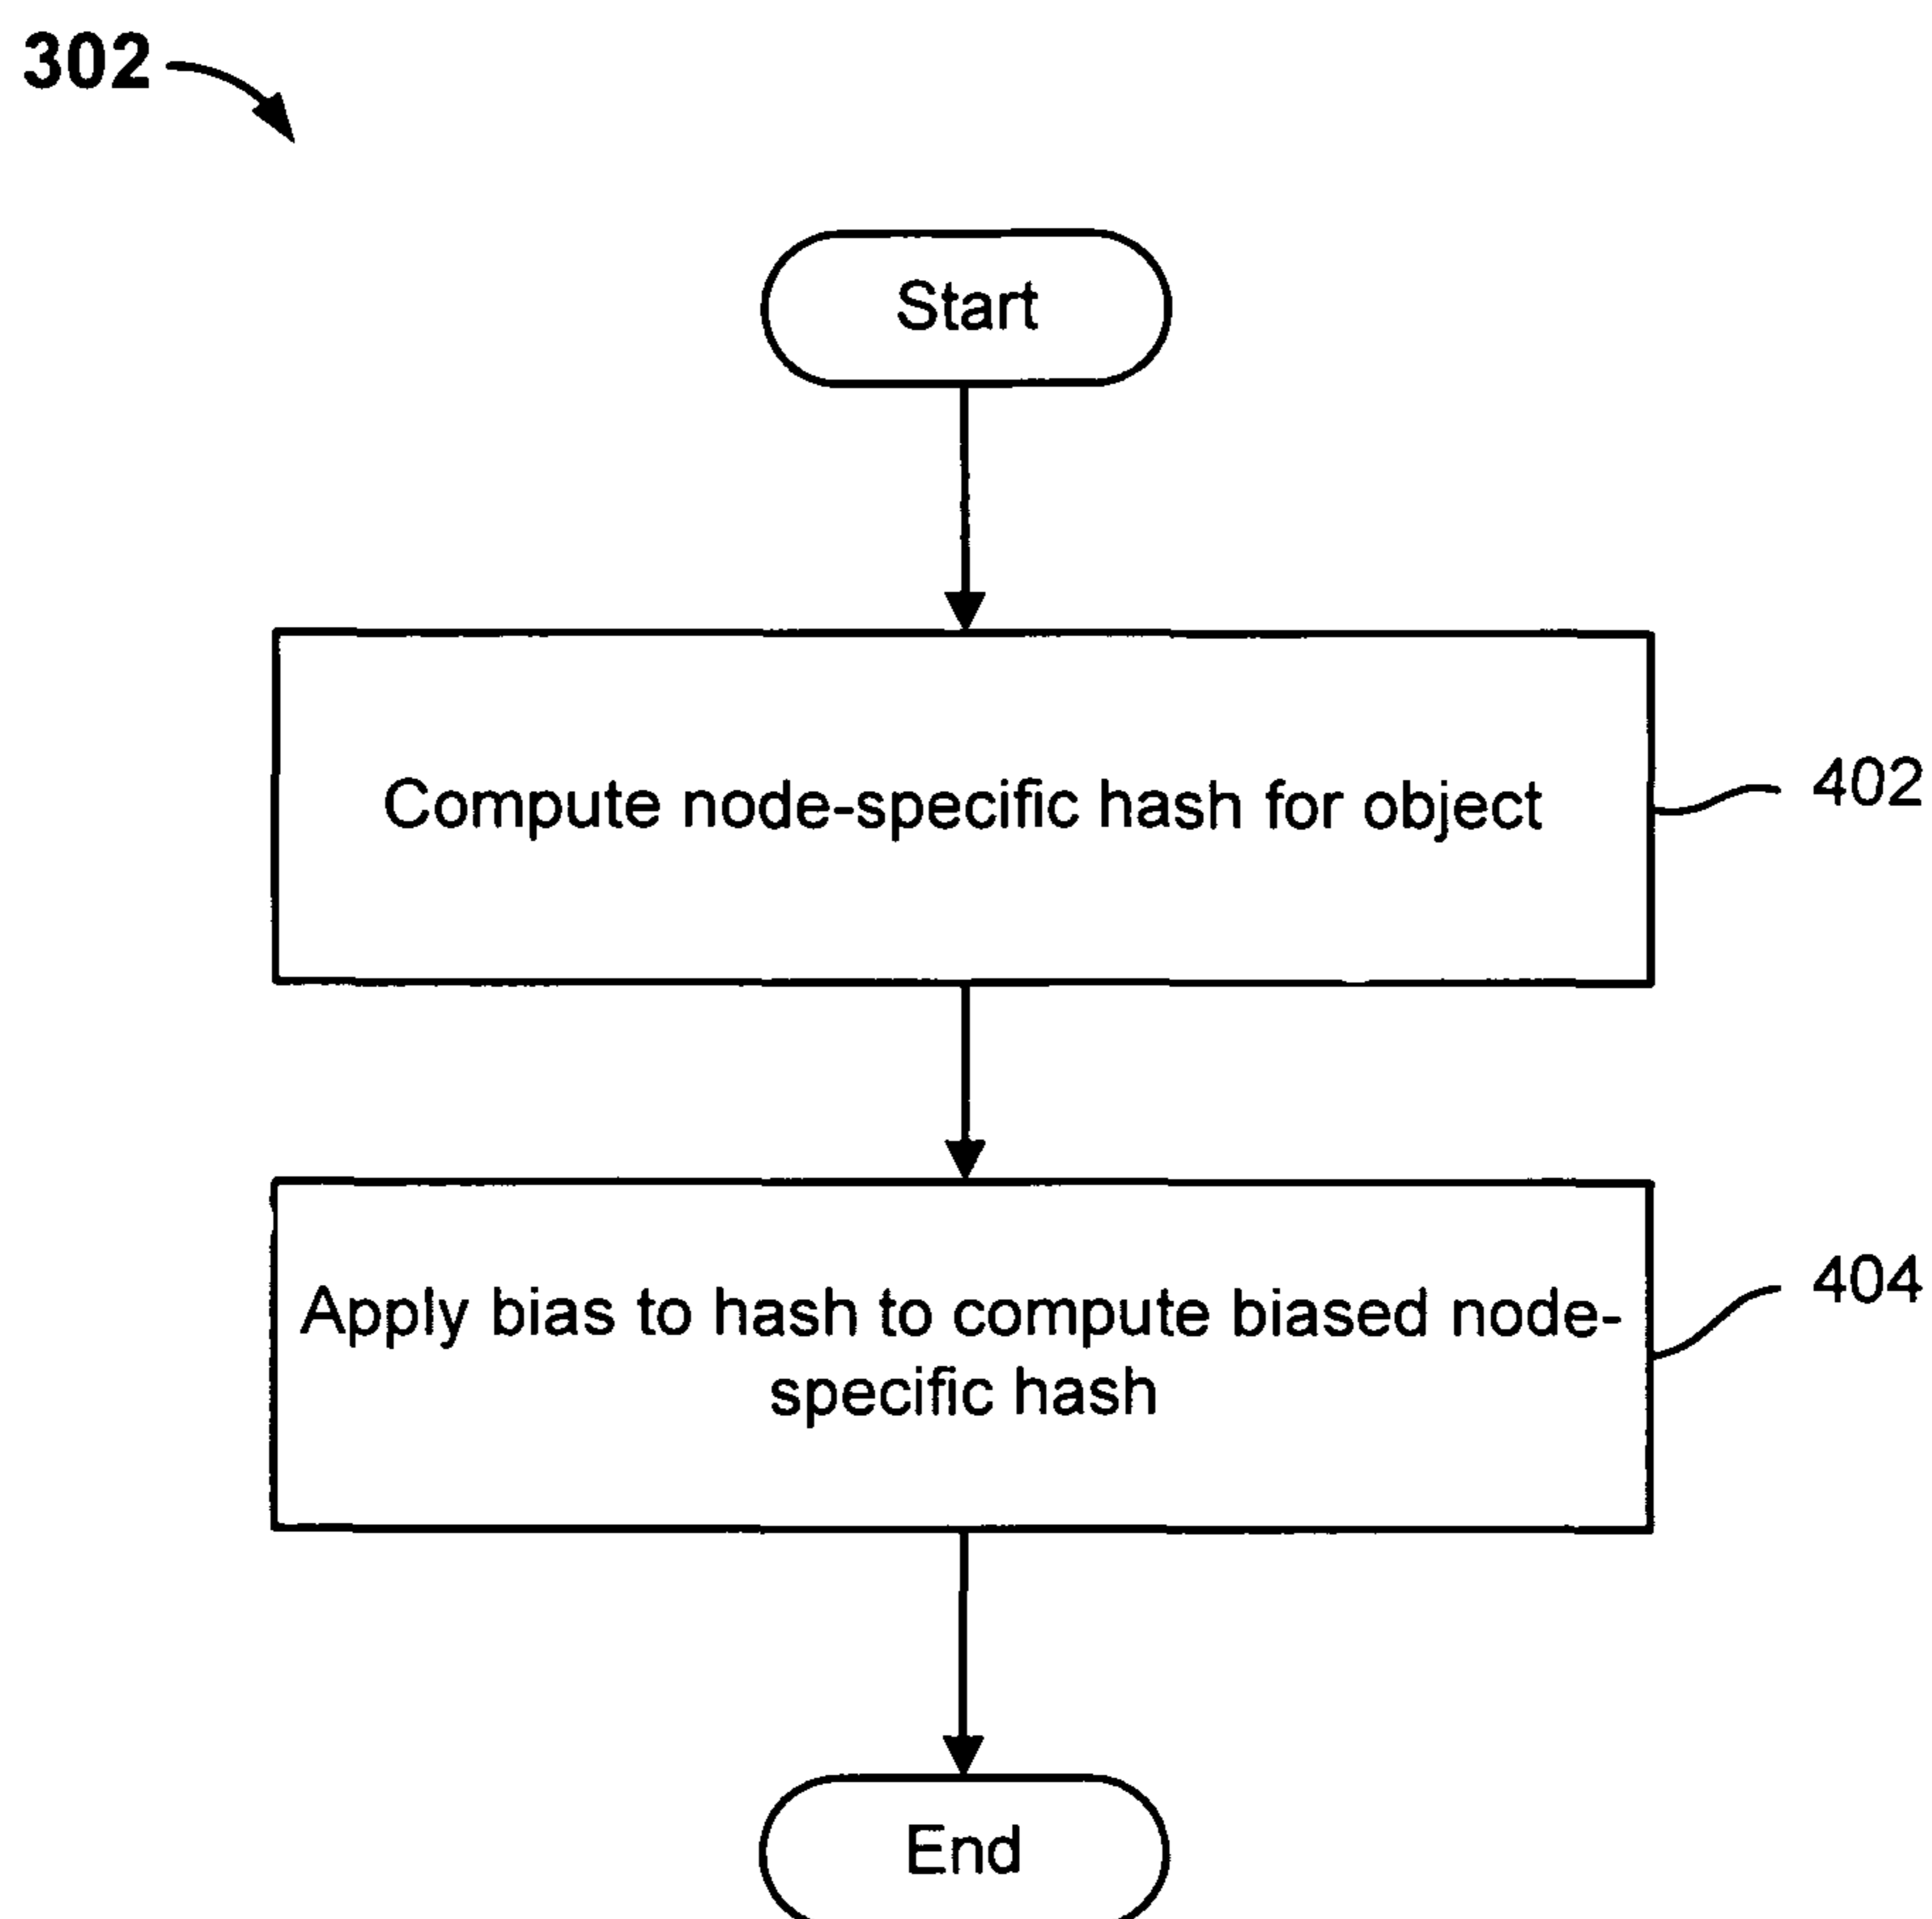 302
Start
Compute node-specific hash for object
402
Apply bias to hash to compute biased node-
specific hash
404
End